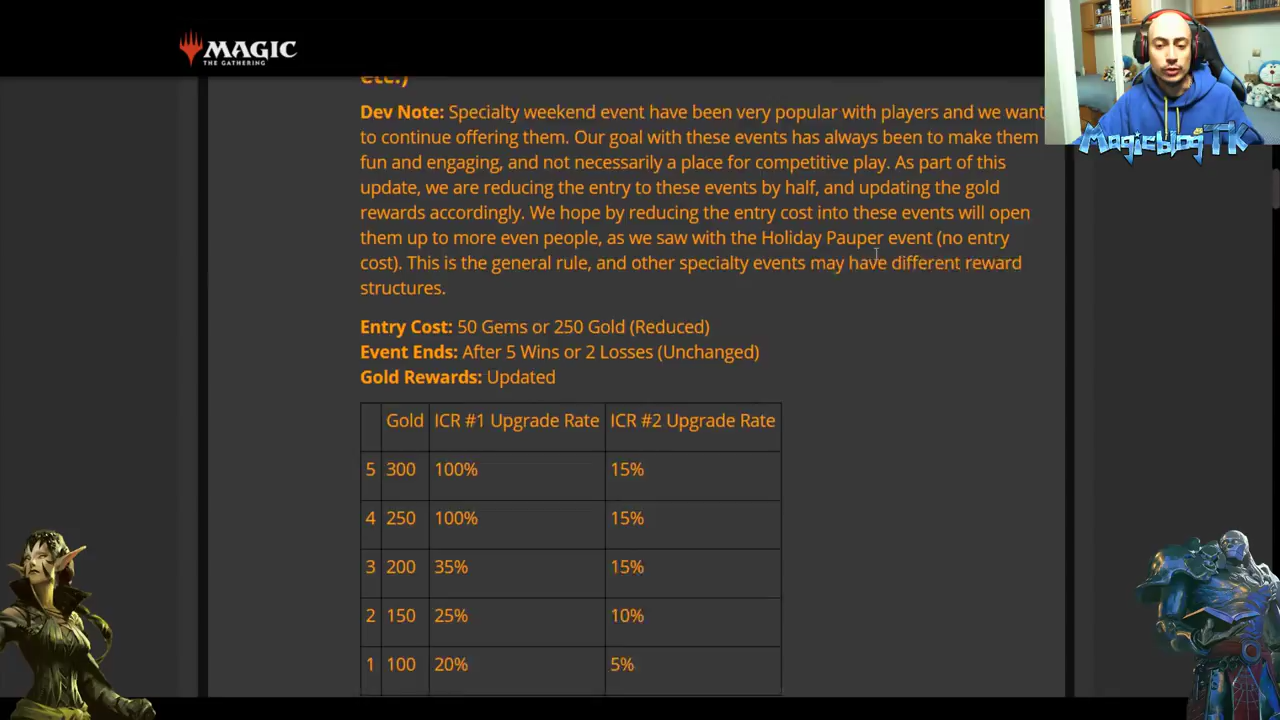 MAGIC
THE GATHERING
etc.)
Dev Note: Specialty weekend event have been very popular with players and we want
to continue offering them. Our goal with these events has always been to make them
fun and engaging, and not necessarily a place for competitive play. As part of this
update, we are reducing the entry to these events by half, and updating the gold
rewards accordingly. We hope by reducing the entry cost into these events will open
them up to more even people, as we saw with the Holiday Pauper event (no entry
cost). This is the general rule, and other specialty events may have different reward
structures.
Entry Cost: 50 Gems or 250 Gold (Reduced)
Event Ends: After 5 Wins or 2 Losses (Unchanged)
Gold Rewards: Updated
Gold ICR #1 Upgrade Rate ICR #2 Upgrade Rate
5 300 100% 15%
4 250 100% 15%
3 200 35% 15%
2 150 25% 10%
1 100 20% 5%
MagicblogTK